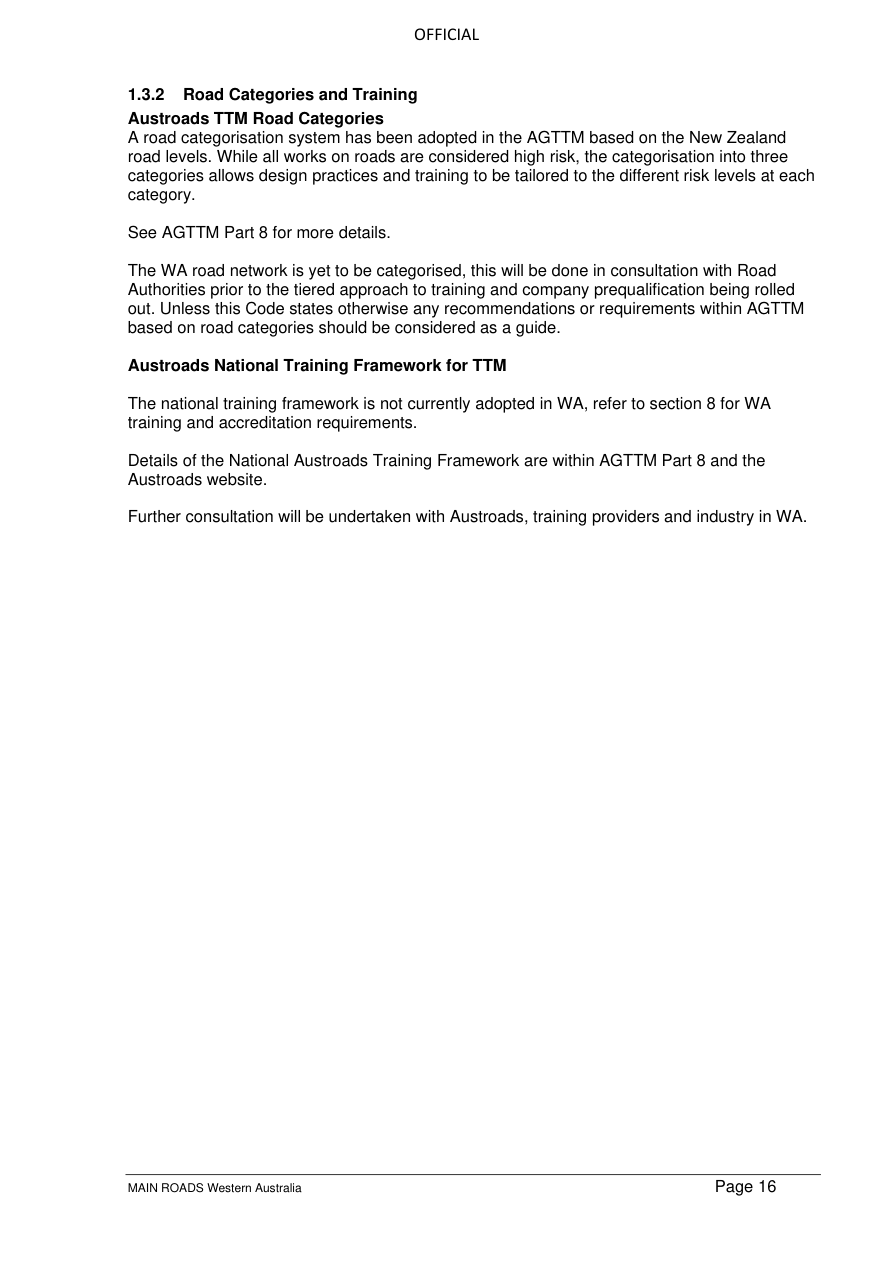 OFFICIAL
1.3.2 Road Categories and Training
Austroads TTM Road Categories
A road categorisation system has been adopted in the AGTTM based on the New Zealand
road levels. While all works on roads are considered high risk, the categorisation into three
categories allows design practices and training to be tailored to the different risk levels at each
category.
See AGTTM Part 8 for more details.
The WA road network is yet to be categorised, this will be done in consultation with Road
Authorities prior to the tiered approach to training and company prequalification being rolled
out. Unless this Code states otherwise any recommendations or requirements within AGTTM
based on road categories should be considered as a guide.
Austroads National Training Framework for TTM
The national training framework is not currently adopted in WA, refer to section 8 for WA
training and accreditation requirements.
Details of the National Austroads Training Framework are within AGTTM Part 8 and the
Austroads website.
Further consultation will be undertaken with Austroads, training providers and industry in WA.
MAIN ROADS Western Australia Page 16